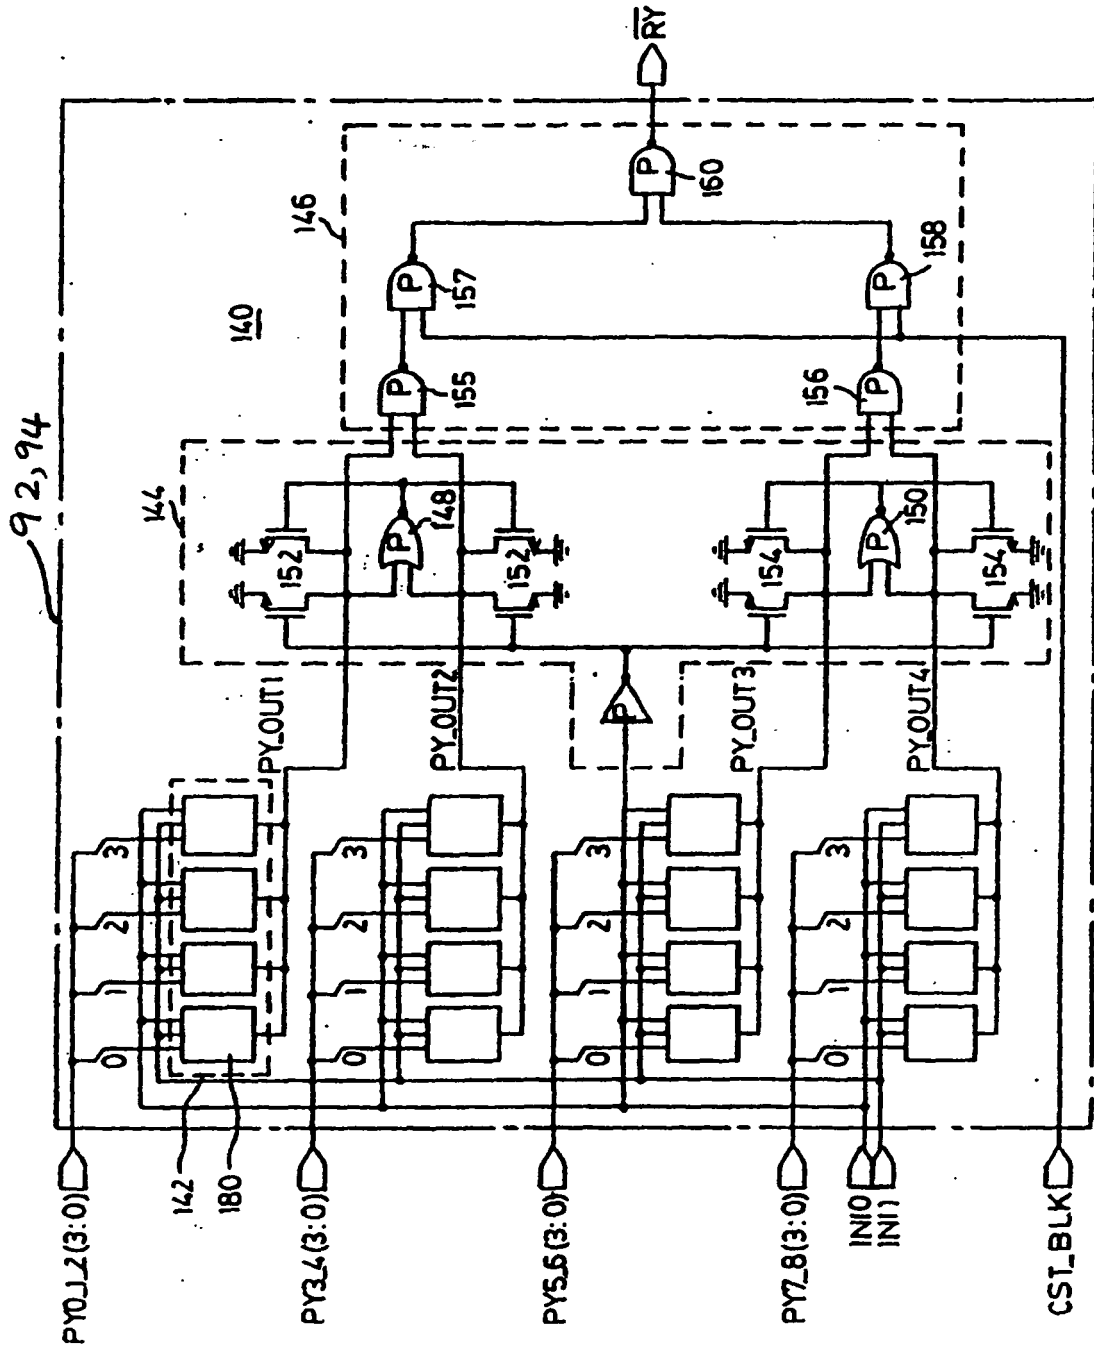 92,94
PY0_1_2(3:0)
PY3_4(3:0)
PY5_6(3:0)
PY7_8(3:0)
INI0
INI1
CST_BLK
142
180
0
1
2
3
0
1
2
3
0
1
2
3
0
1
2
3
PY_OUT1
PY_OUT2
PY_OUT3
PY_OUT4
144
152
152
P
148
P
154
154
P
150
140
146
P
155
P
156
P
157
P
158
P
160
RY